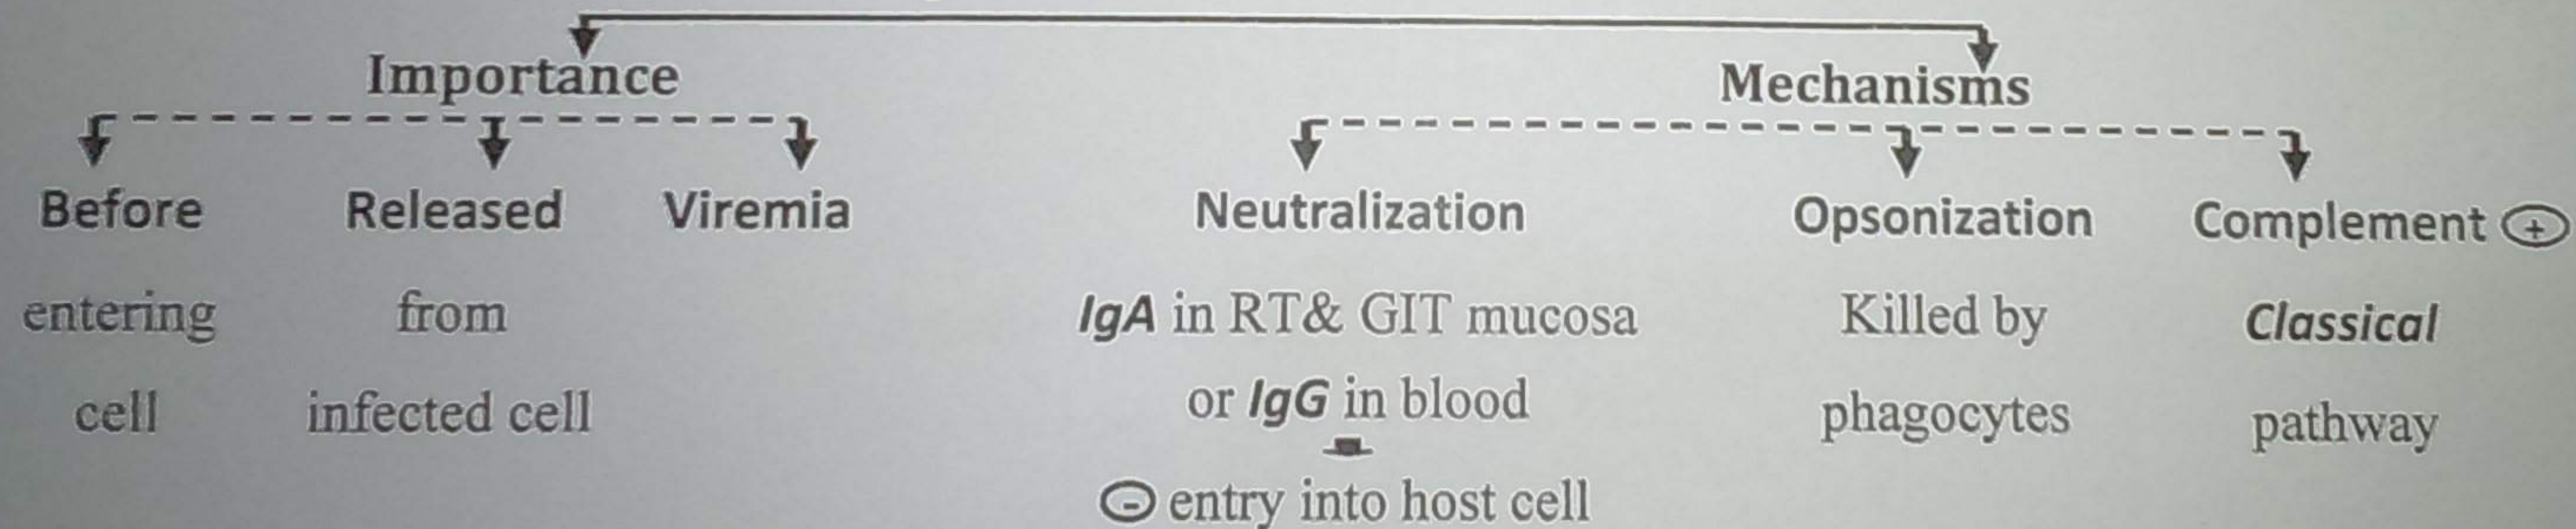 Importance
Mechanisms
Before
entering
cell
Released
from
infected cell
Viremia
Neutralization
IgA in RT& GIT mucosa
or IgG in blood
⊖ entry into host cell
Opsonization
Killed by
phagocytes
Complement ⊕
Classical
pathway